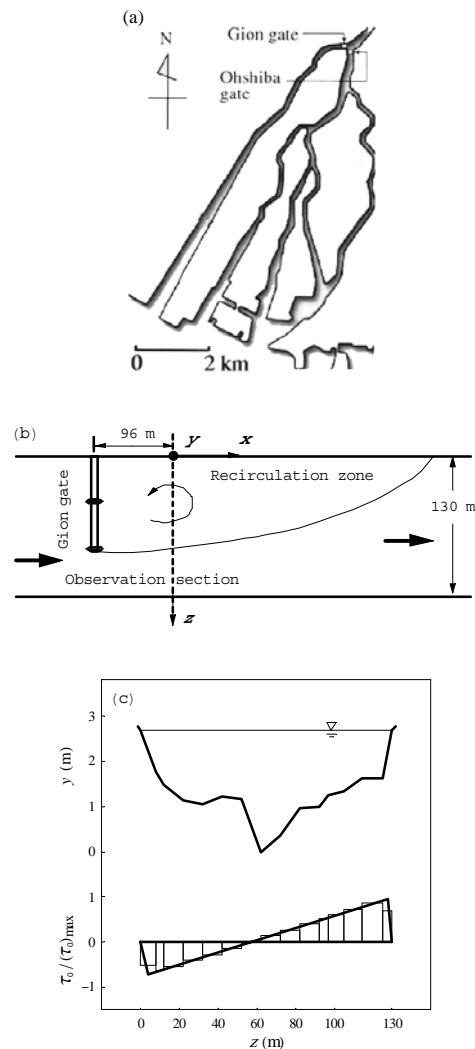 (a)
N
Gion gate
Ohshiba
gate
0 2 km
(b)
96 m
y
x
Recirculation zone
Gion gate
130 m
Observation section
z
(c)
3
2
1
0
y (m)
1
0
−1
τ₀ / (τ₀)max
0 20 60 80 100 130
z (m)